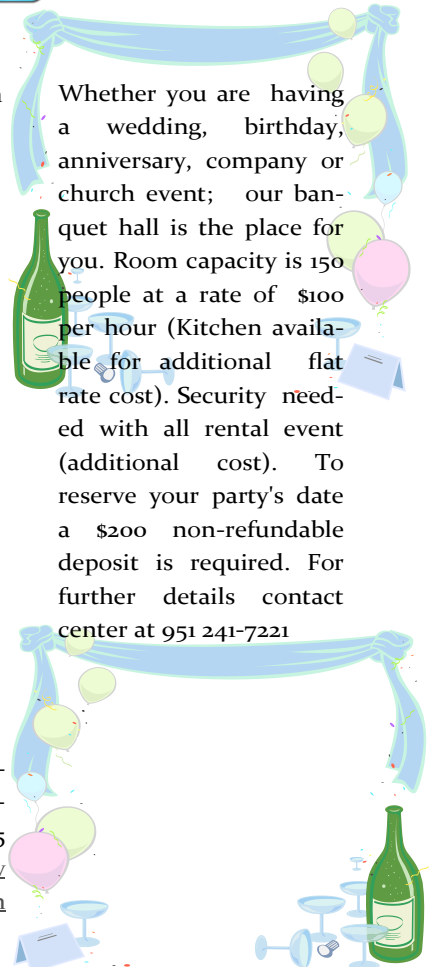 Whether you are having
a wedding, birthday,
anniversary, company or
church event; our ban-
quet hall is the place for
you. Room capacity is 150
people at a rate of $100
per hour (Kitchen availa-
ble for additional flat
rate cost). Security need-
ed with all rental event
(additional cost). To
reserve your party's date
a $200 non-refundable
deposit is required. For
further details contact
center at 951 241-7221